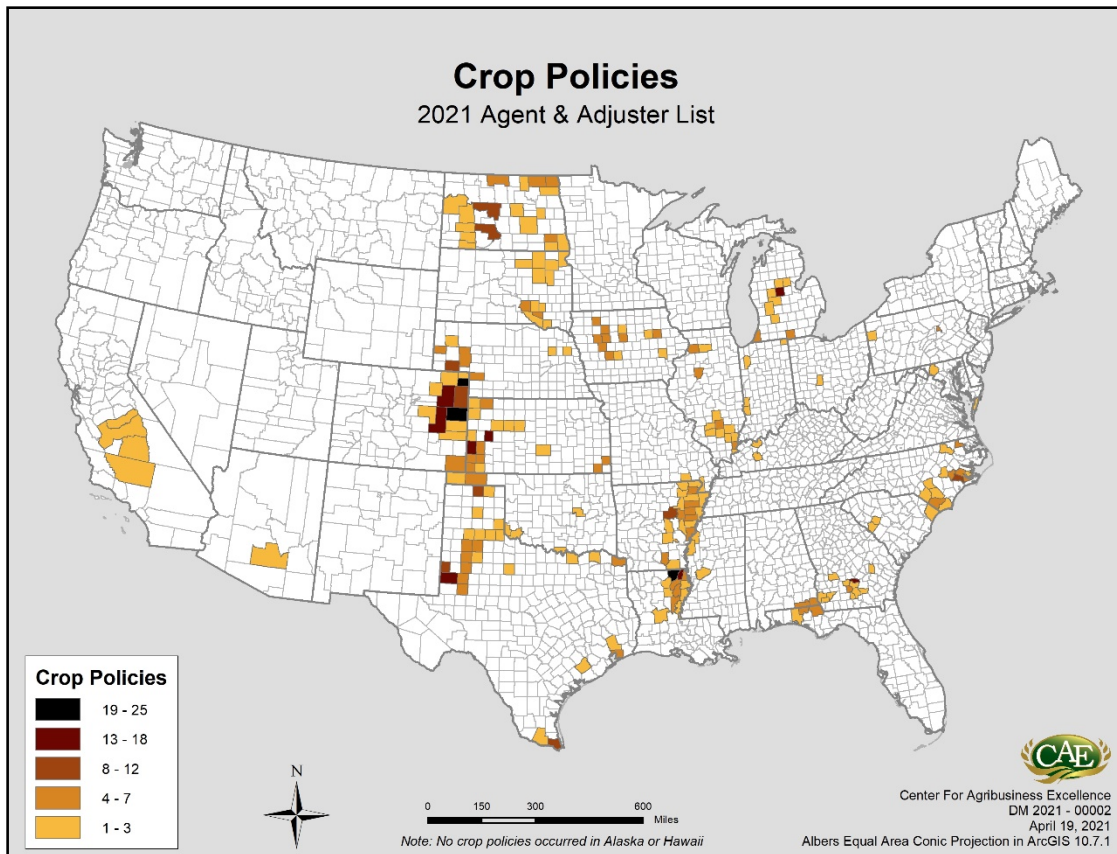 Crop Policies
2021 Agent & Adjuster List
Crop Policies
19 - 25
13 - 18
8 - 12
4 - 7
1 - 3
N
0 150 300 600
Miles
Note: No crop policies occurred in Alaska or Hawaii
CAE
Center For Agribusiness Excellence
DM 2021 - 00002
April 19, 2021
Albers Equal Area Conic Projection in ArcGIS 10.7.1